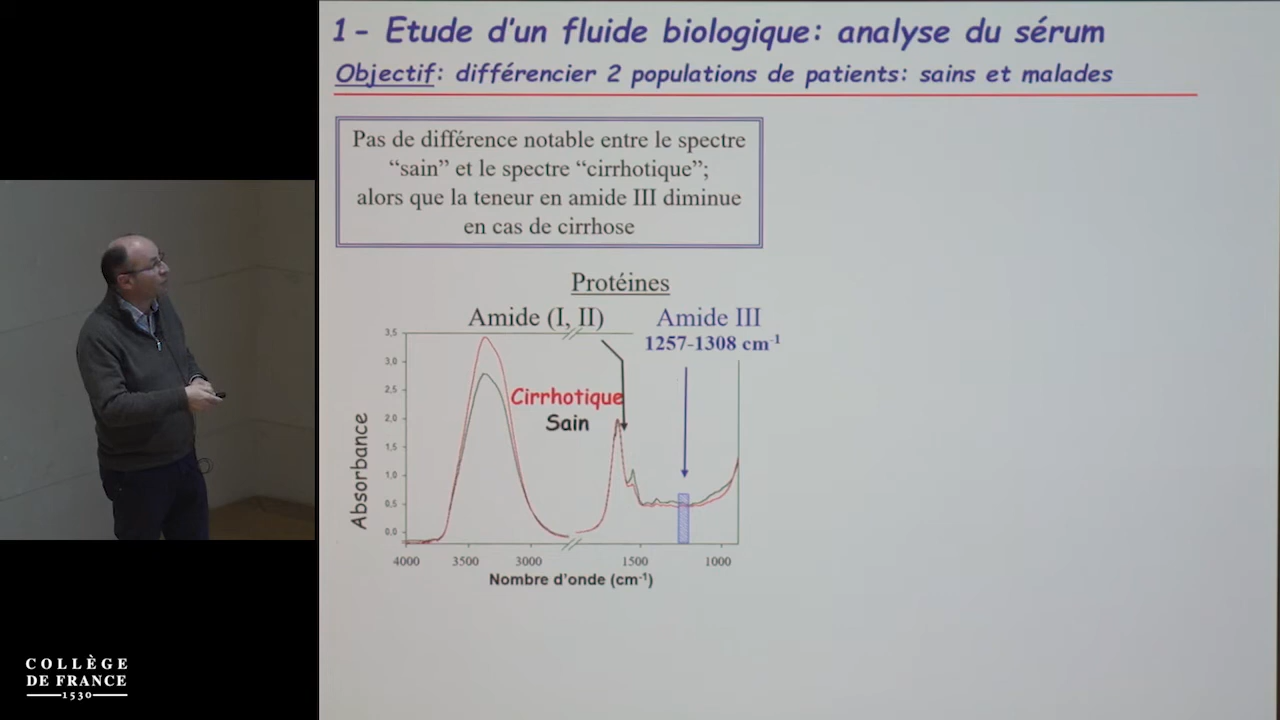 1 - Etude d'un fluide biologique: analyse du sérum
Objectif: différencier 2 populations de patients: sains et malades
Pas de différence notable entre le spectre
“sain” et le spectre “cirrhotique”;
alors que la teneur en amide III diminue
en cas de cirrhose
Protéines
Amide (I, II)
Amide III
1257-1308 cm-1
Cirrhotique
Sain
Absorbance
3,5
3,0
2,5
2,0
1,5
1,0
0,5
0,0
4000 3500 3000 1500 1000
Nombre d'onde (cm-1)
COLLÈGE
DE FRANCE
1530